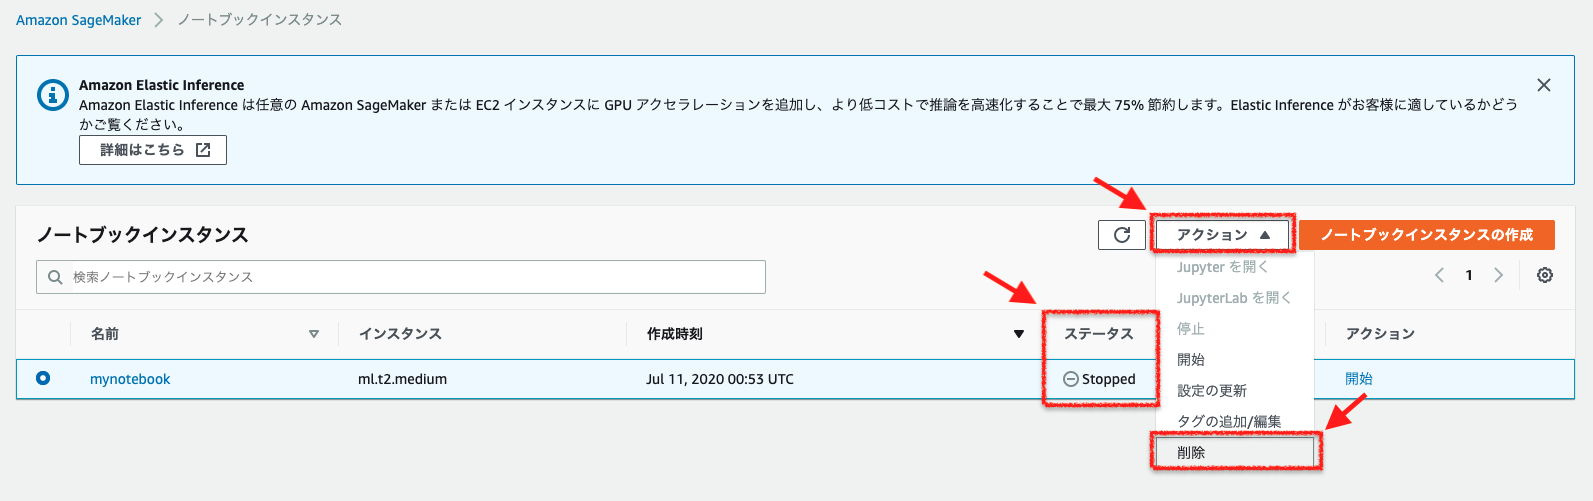 Amazon SageMaker > ノートブックインスタンス
Amazon Elastic Inference
Amazon Elastic Inference は任意の Amazon SageMaker または EC2 インスタンスに GPU アクセラレーションを追加し、より低コストで推論を高速化することで最大 75% 節約します。Elastic Inference がお客様に適しているかどう
かご覧ください。
詳細はこちら
ノートブックインスタンス
アクション
ノートブックインスタンスの作成
検索ノートブックインスタンス
1
名前
インスタンス
作成時刻
ステータス
アクション
mynotebook
ml.t2.medium
Jul 11, 2020 00:53 UTC
Stopped
開始
Jupyter を開く
JupyterLab を開く
停止
開始
設定の更新
タグの追加/編集
削除